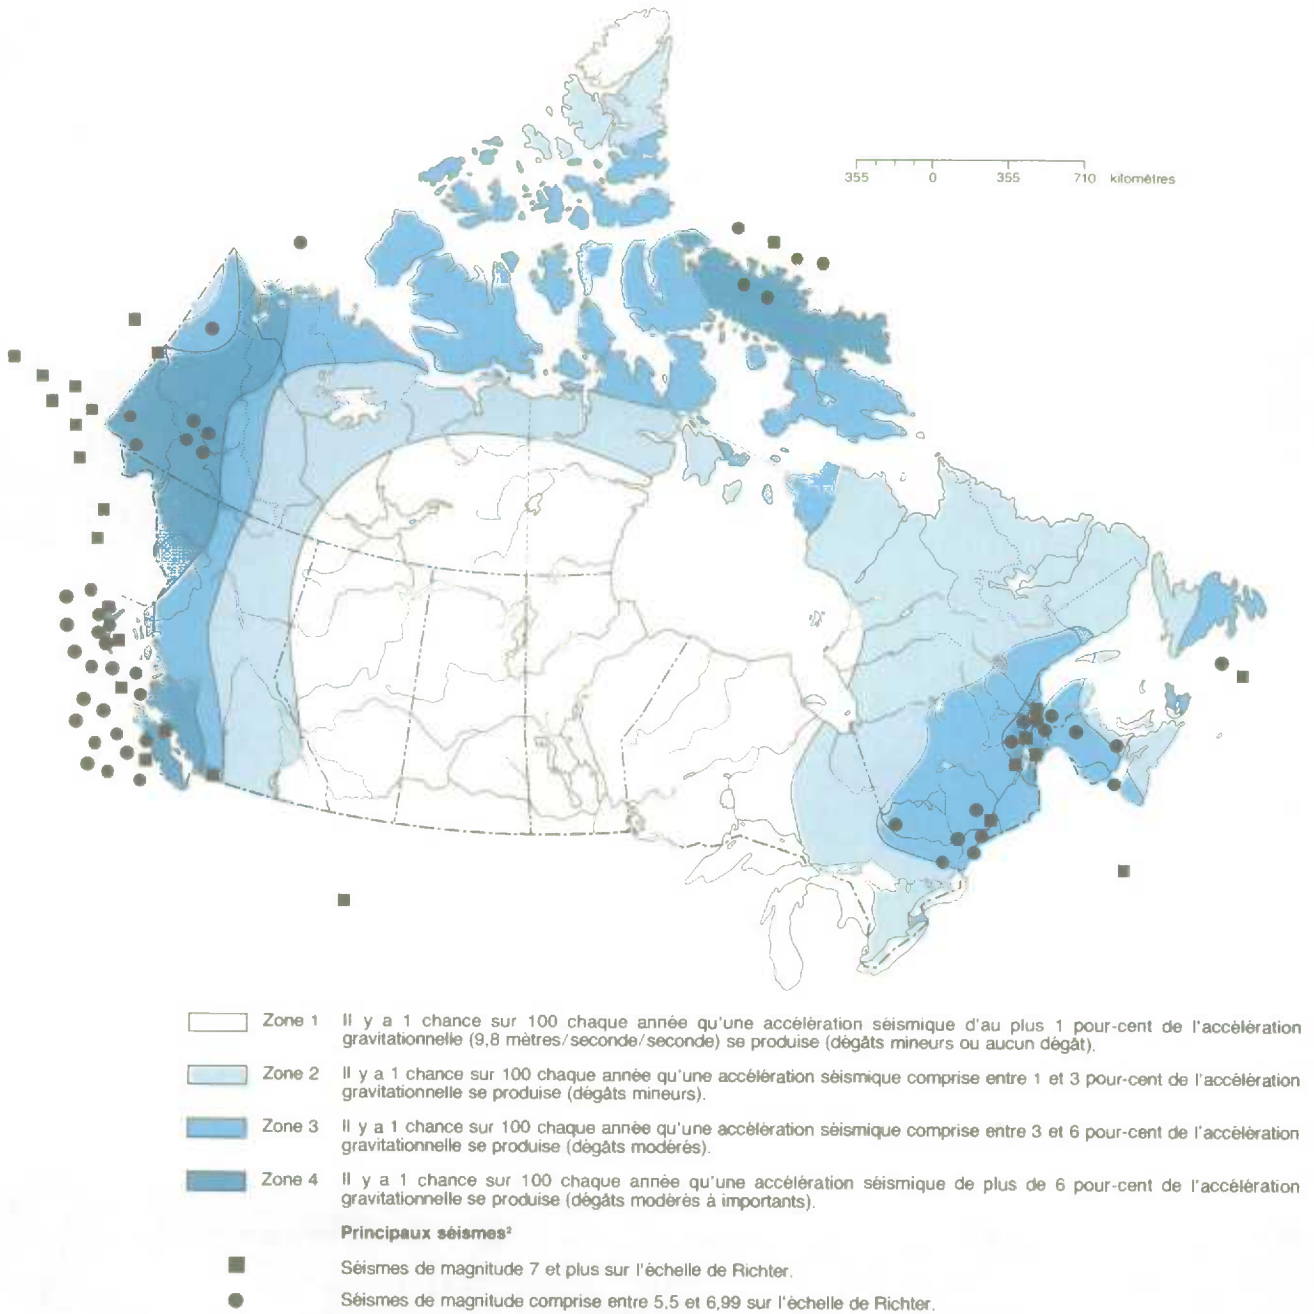 355 0 355 710 kilomètres
Zone 1 Il y a 1 chance sur 100 chaque année qu'une accélération séismique d'au plus 1 pour-cent de l'accélération
gravitationnelle (9,8 mètres/seconde/seconde) se produise (dégâts mineurs ou aucun dégât).
Zone 2 Il y a 1 chance sur 100 chaque année qu'une accélération séismique comprise entre 1 et 3 pour-cent de l'accélération
gravitationnelle se produise (dégâts mineurs).
Zone 3 Il y a 1 chance sur 100 chaque année qu'une accélération séismique comprise entre 3 et 6 pour-cent de l'accélération
gravitationnelle se produise (dégâts modérés).
Zone 4 Il y a 1 chance sur 100 chaque année qu'une accélération séismique de plus de 6 pour-cent de l'accélération
gravitationnelle se produise (dégâts modérés à importants).
Principaux séismes²
Séismes de magnitude 7 et plus sur l'échelle de Richter.
Séismes de magnitude comprise entre 5,5 et 6,99 sur l'échelle de Richter.